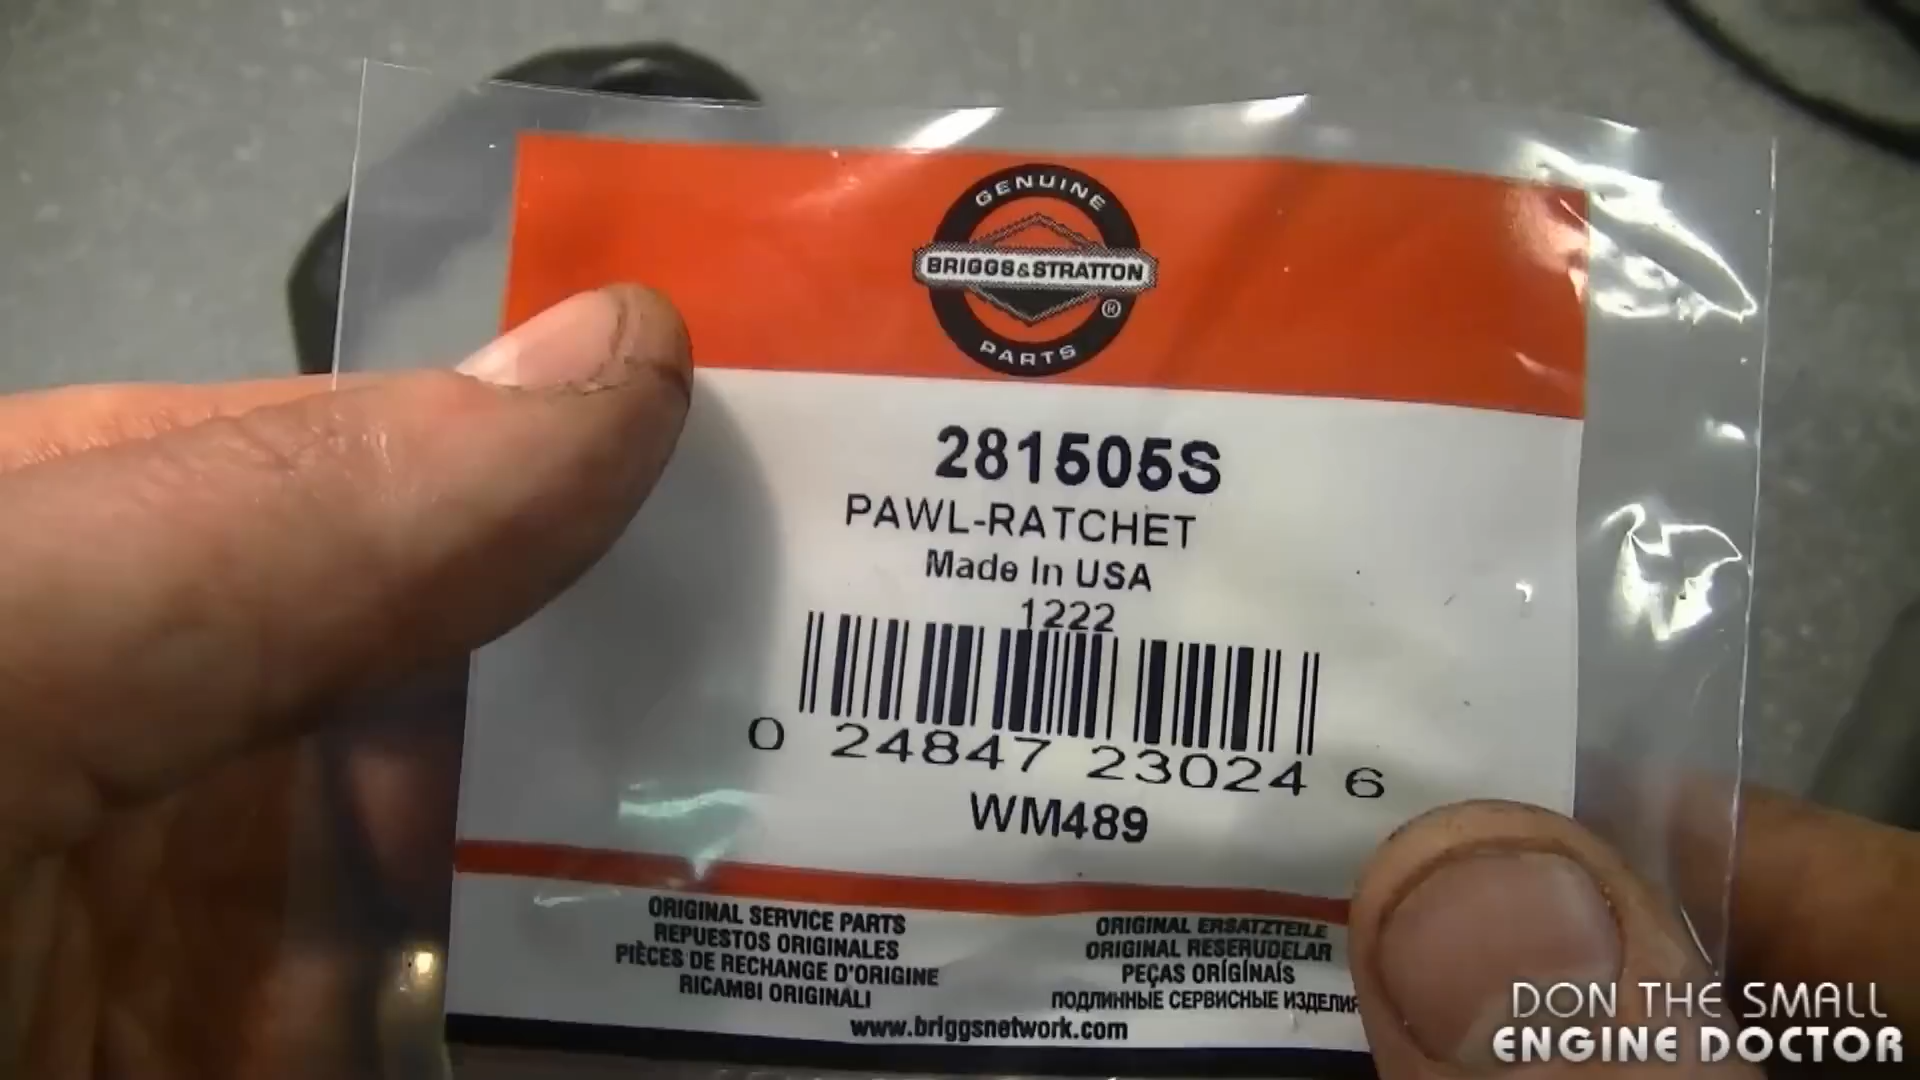 GENUINE
BRIGGS&STRATTON
®
PARTS
281505S
PAWL-RATCHET
Made In USA
1222
0 24847 23024 6
WM489
ORIGINAL SERVICE PARTS
REPUESTOS ORIGINALES
PIÈCES DE RECHANGE D'ORIGINE
RICAMBI ORIGINALI
ORIGINAL ERSATZTEILE
ORIGINAL RESERUDELAR
PEÇAS ORÍGÍNAÍS
ПОДЛИННЫЕ СЕРВИСНЫЕ ИЗДЕЛИЯ
www.briggsnetwork.com
DON THE SMALL
ENGINE DOCTOR